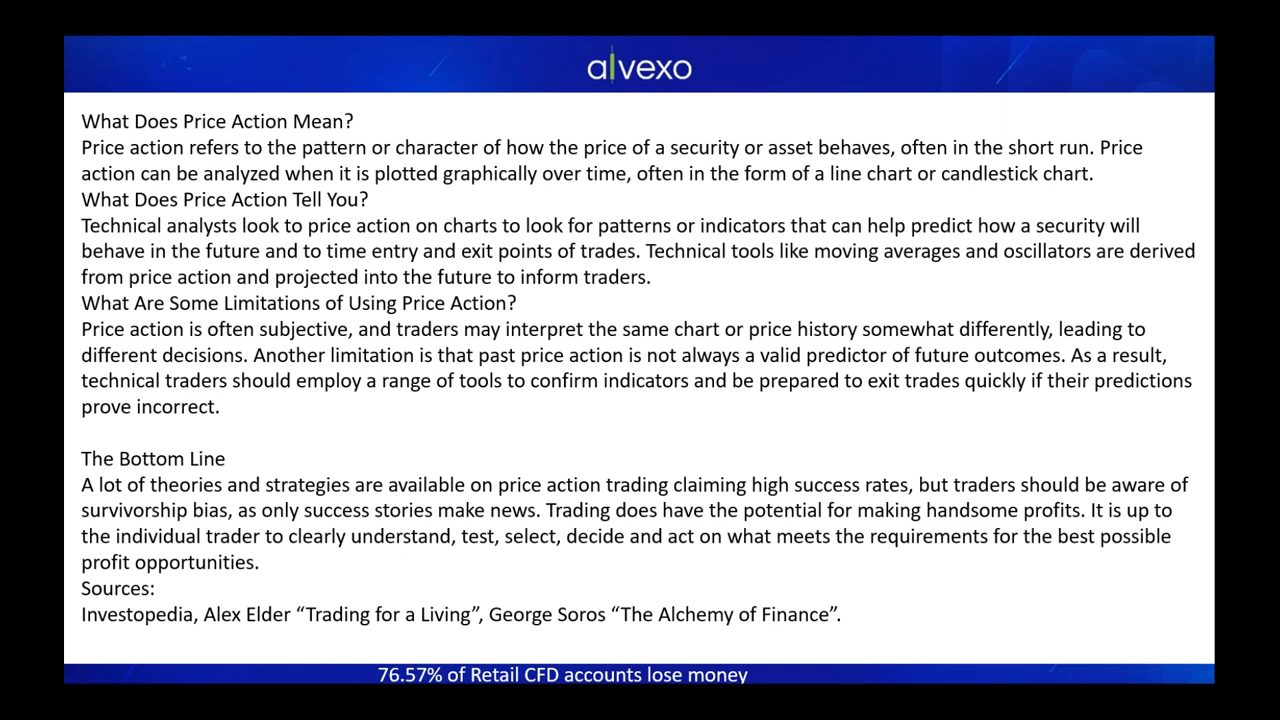 alvexo
What Does Price Action Mean?
Price action refers to the pattern or character of how the price of a security or asset behaves, often in the short run. Price
action can be analyzed when it is plotted graphically over time, often in the form of a line chart or candlestick chart.
What Does Price Action Tell You?
Technical analysts look to price action on charts to look for patterns or indicators that can help predict how a security will
behave in the future and to time entry and exit points of trades. Technical tools like moving averages and oscillators are derived
from price action and projected into the future to inform traders.
What Are Some Limitations of Using Price Action?
Price action is often subjective, and traders may interpret the same chart or price history somewhat differently, leading to
different decisions. Another limitation is that past price action is not always a valid predictor of future outcomes. As a result,
technical traders should employ a range of tools to confirm indicators and be prepared to exit trades quickly if their predictions
prove incorrect.
The Bottom Line
A lot of theories and strategies are available on price action trading claiming high success rates, but traders should be aware of
survivorship bias, as only success stories make news. Trading does have the potential for making handsome profits. It is up to
the individual trader to clearly understand, test, select, decide and act on what meets the requirements for the best possible
profit opportunities.
Sources:
Investopedia, Alex Elder “Trading for a Living”, George Soros “The Alchemy of Finance”.
76.57% of Retail CFD accounts lose money